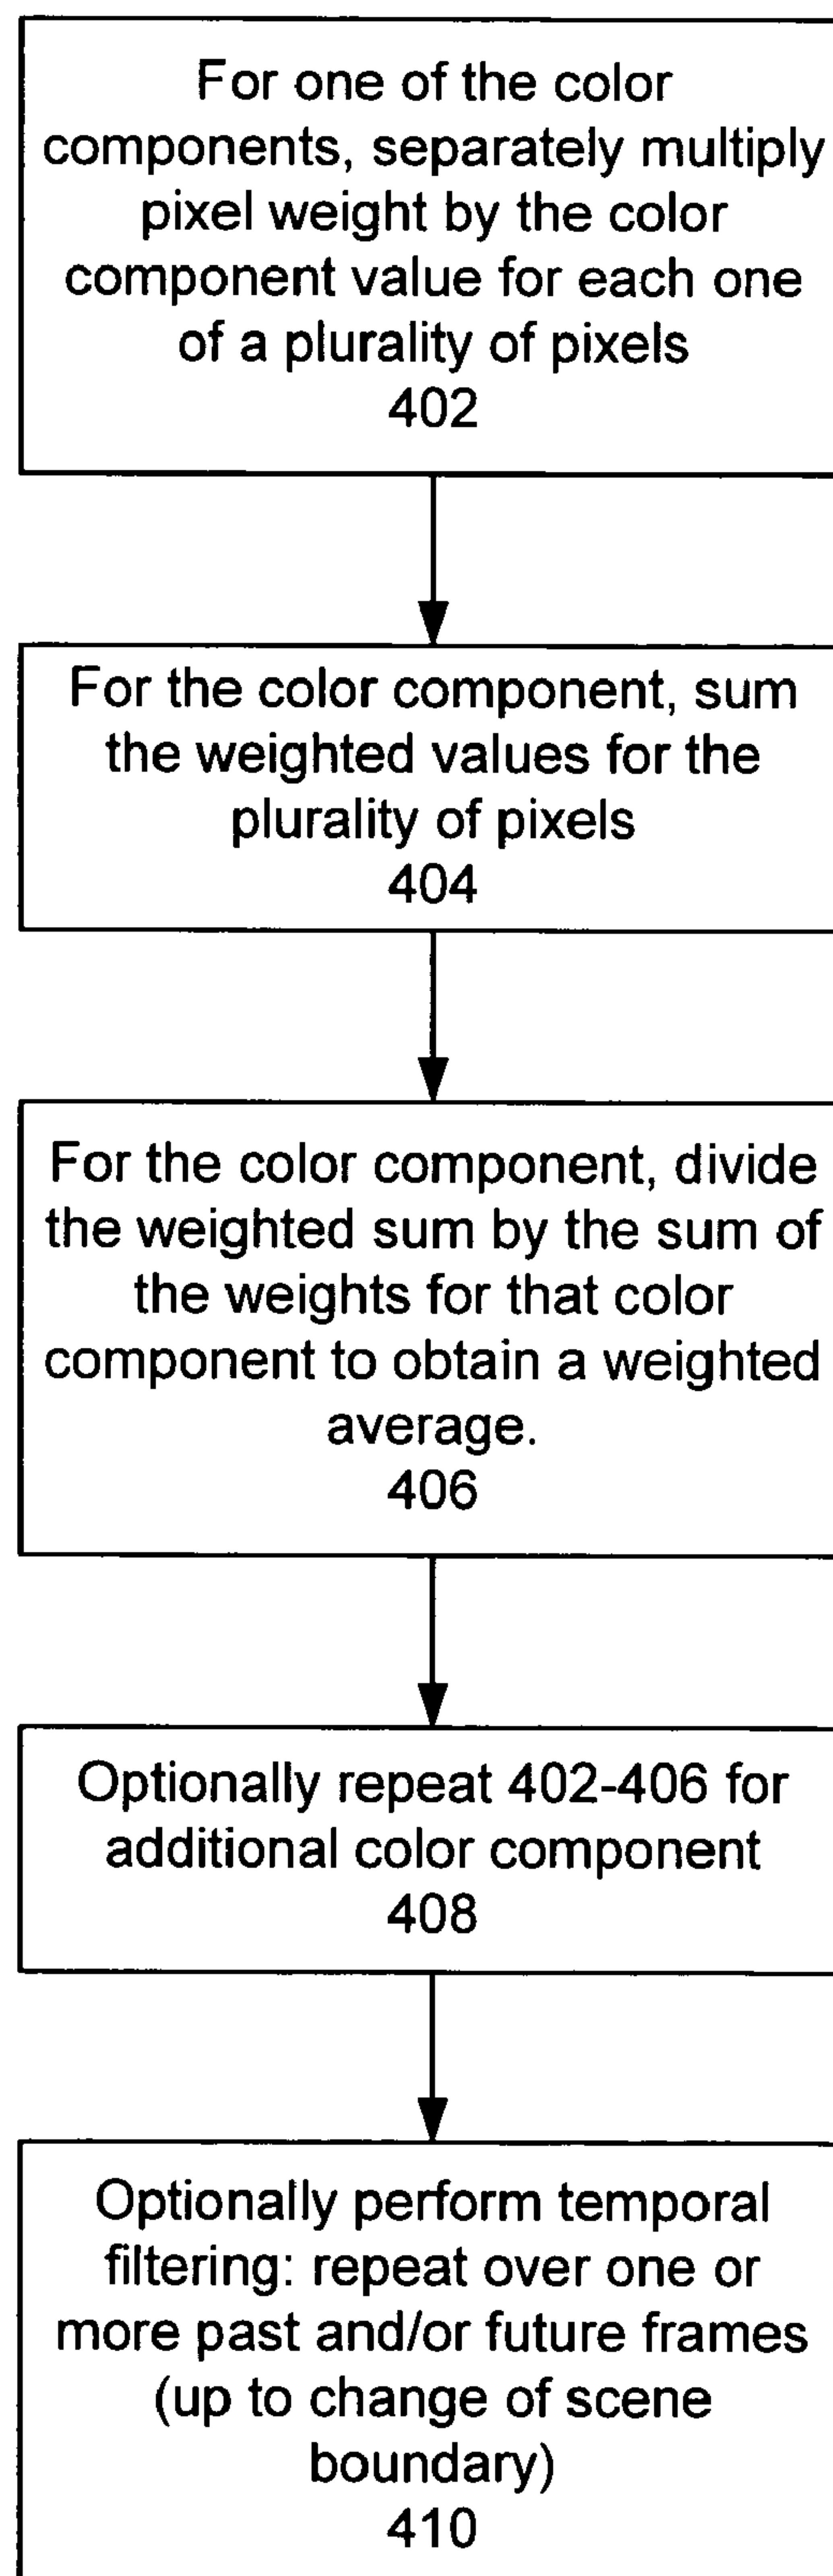 For one of the color
components, separately multiply
pixel weight by the color
component value for each one
of a plurality of pixels
402
For the color component, sum
the weighted values for the
plurality of pixels
404
For the color component, divide
the weighted sum by the sum of
the weights for that color
component to obtain a weighted
average.
406
Optionally repeat 402-406 for
additional color component
408
Optionally perform temporal
filtering: repeat over one or
more past and/or future frames
(up to change of scene
boundary)
410